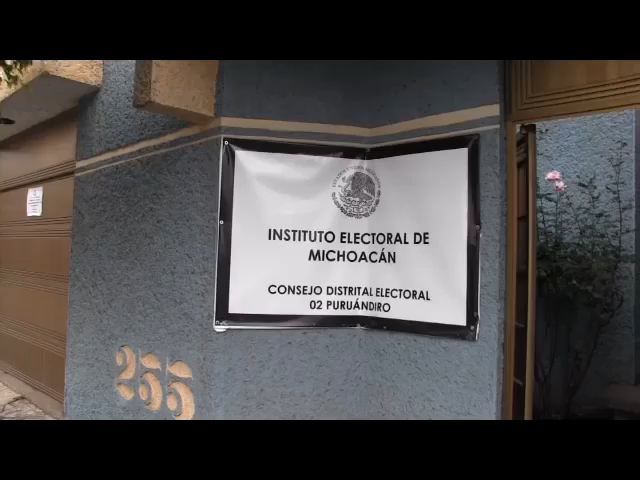 INSTITUTO ELECTORAL DE
MICHOACÁN
CONSEJO DISTRITAL ELECTORAL
02 PURUÁNDIRO
255